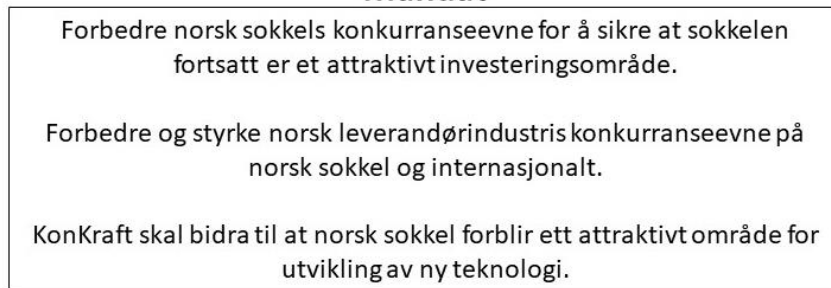 Forbedre norsk sokkels konkurranseevne for å sikre at sokkelen
fortsatt er et attraktivt investeringsområde.
Forbedre og styrke norsk leverandørindustris konkurranseevne på
norsk sokkel og internasjonalt.
KonKraft skal bidra til at norsk sokkel forblir ett attraktivt område for
utvikling av ny teknologi.